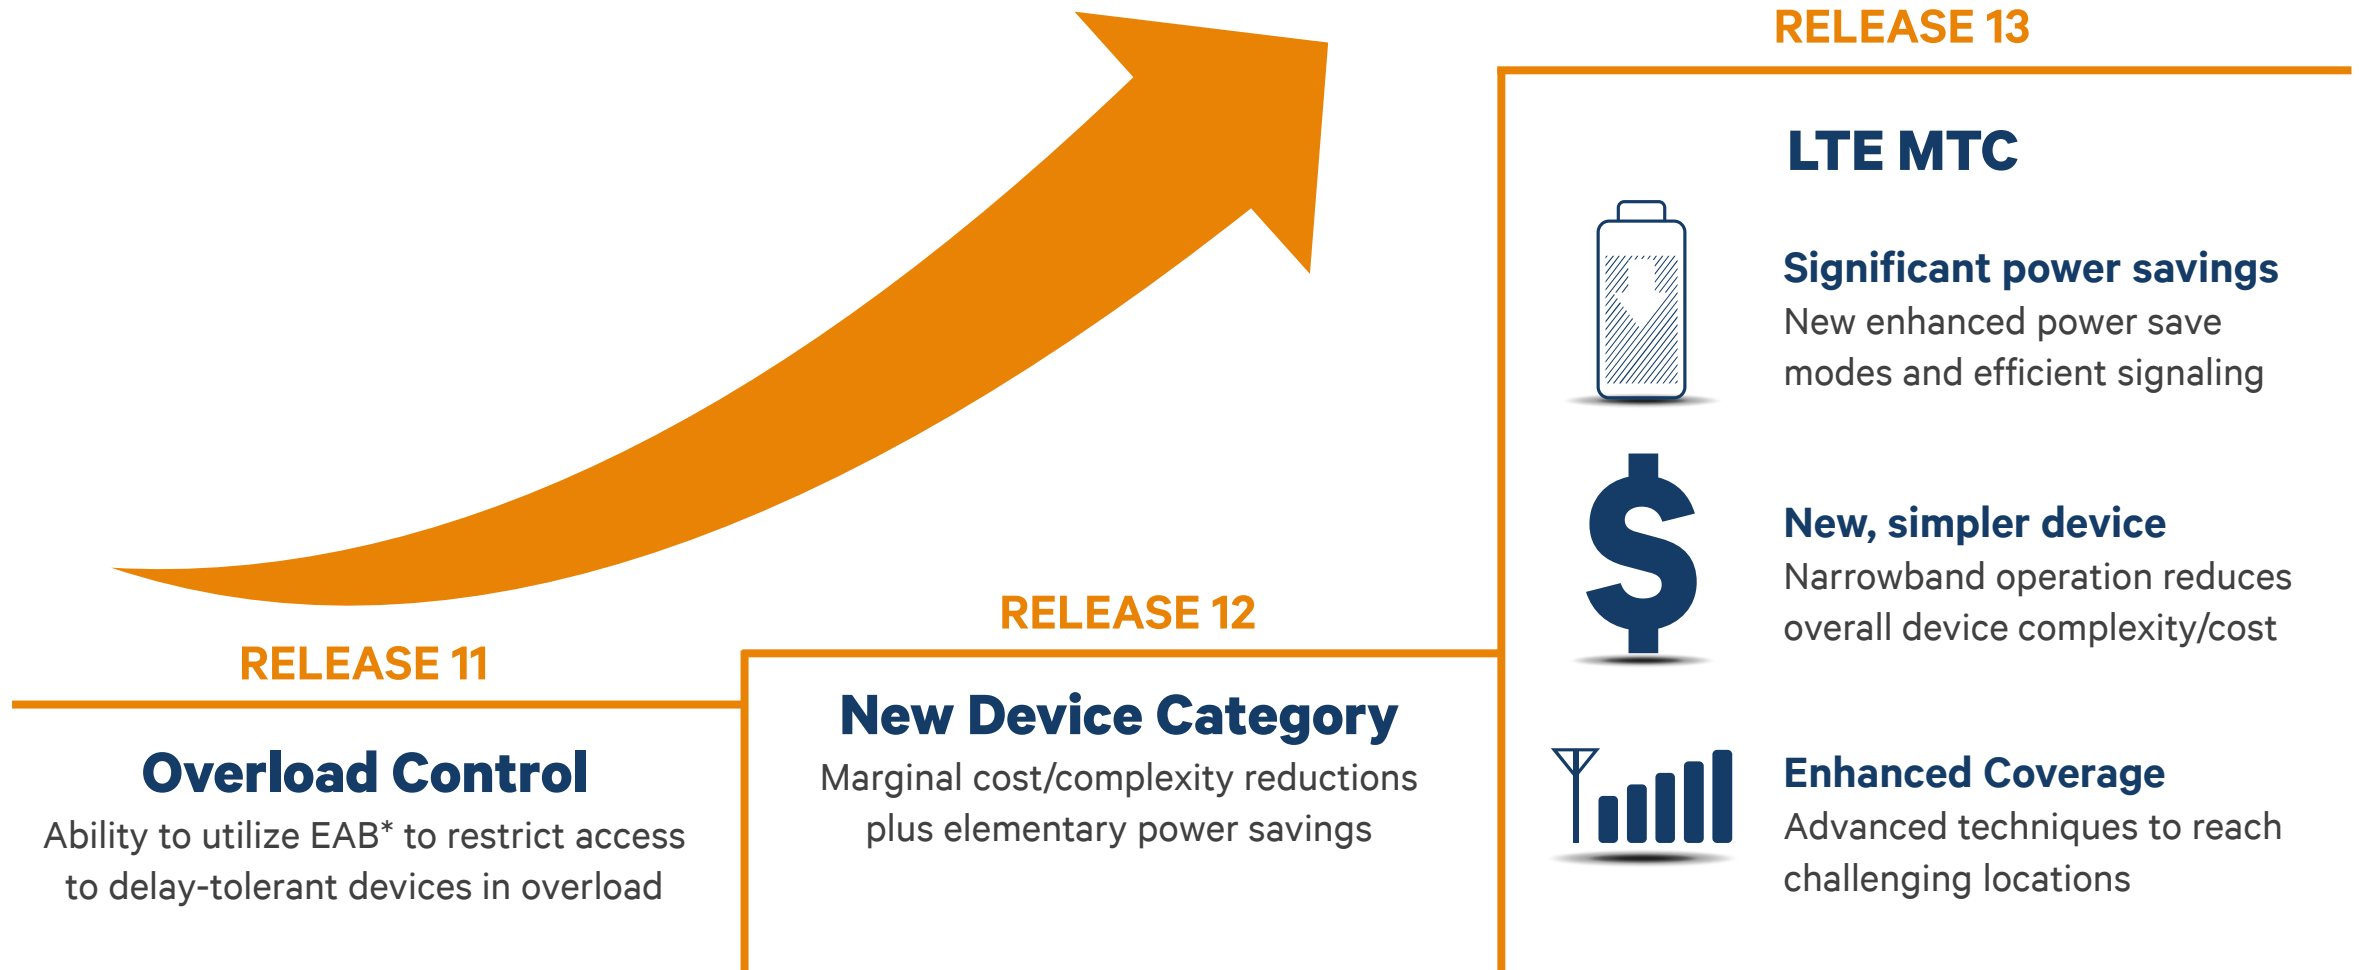 RELEASE 11
Overload Control
Ability to utilize EAB* to restrict access
to delay-tolerant devices in overload
RELEASE 12
New Device Category
Marginal cost/complexity reductions
plus elementary power savings
RELEASE 13
LTE MTC
Significant power savings
New enhanced power save
modes and efficient signaling
$
New, simpler device
Narrowband operation reduces
overall device complexity/cost
Enhanced Coverage
Advanced techniques to reach
challenging locations